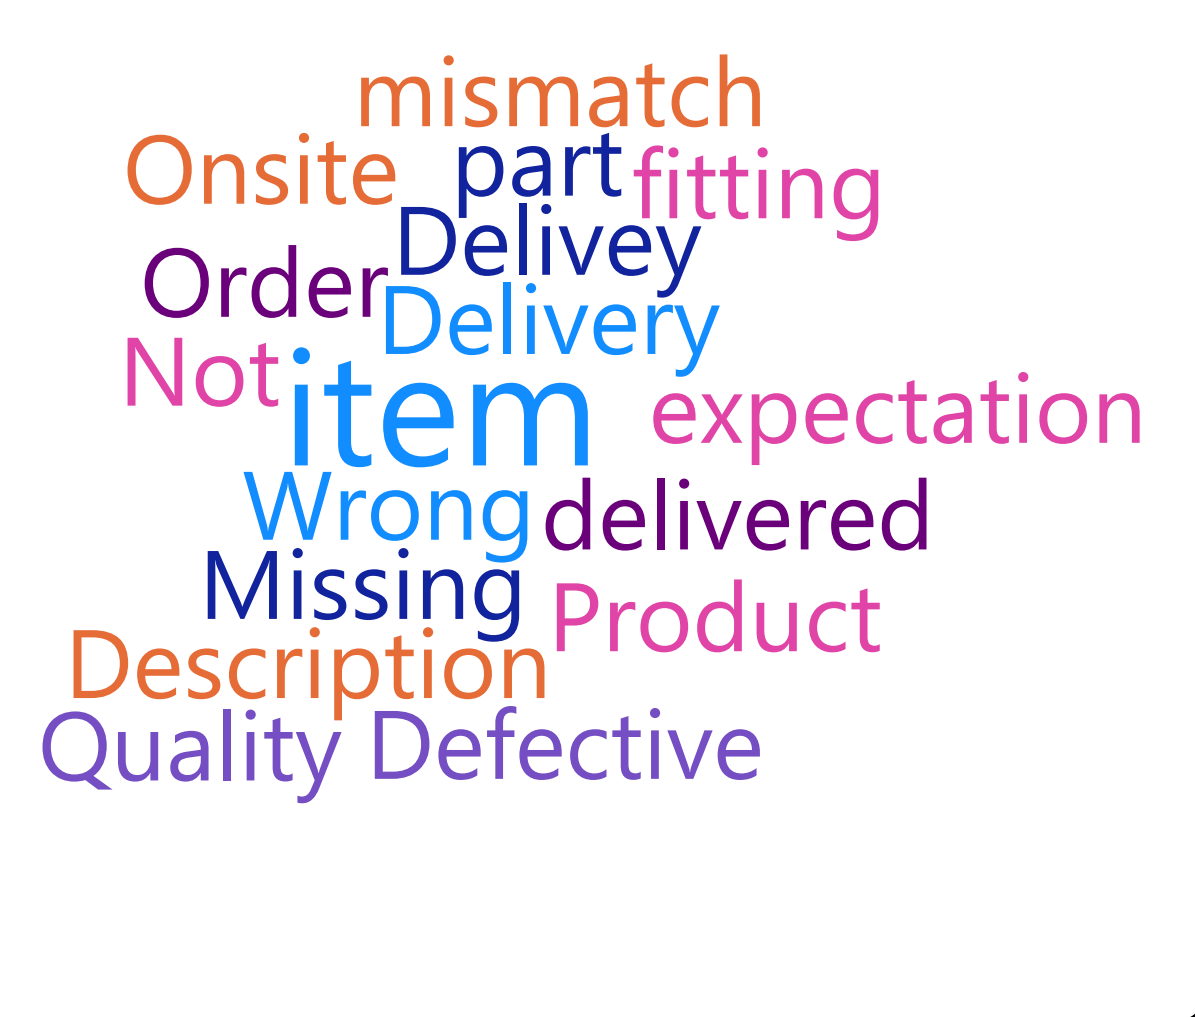 mismatch
Onsite part fitting
Delivey
Order Delivery
Not item expectation
Wrong delivered
Missing Product
Description
Quality Defective